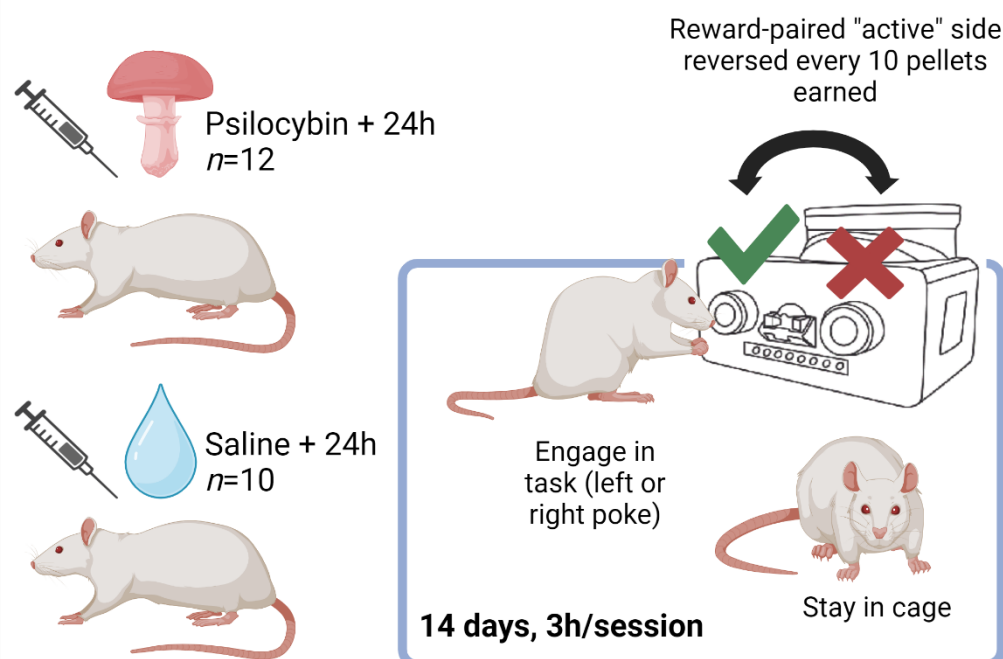 Reward-paired "active" side
reversed every 10 pellets
earned
Psilocybin + 24h
n=12
Saline + 24h
n=10
Engage in
task (left or
right poke)
Stay in cage
14 days, 3h/session